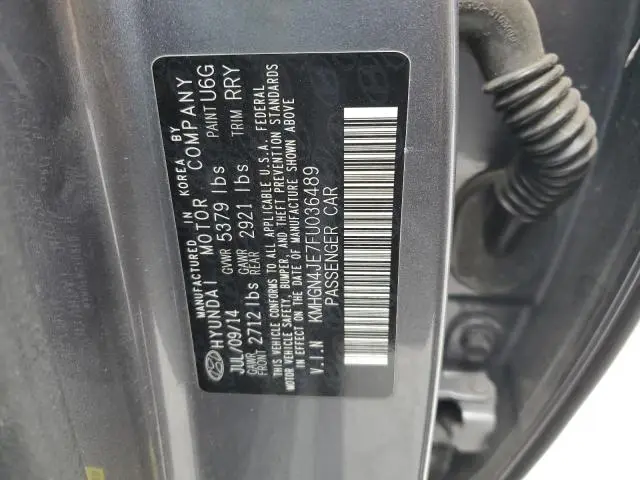 MANUFACTURED IN KOREA BY
HYUNDAI MOTOR COMPANY
JUL/09/14 GVWR 5379 lbs PAINT U6G
GAWR FRONT 2712 lbs GAWR REAR 2921 lbs TRIM RRY
THIS VEHICLE CONFORMS TO ALL APPLICABLE U.S.A. FEDERAL
MOTOR VEHICLE SAFETY, BUMPER, AND THEFT PREVENTION STANDARDS
IN EFFECT ON THE DATE OF MANUFACTURE SHOWN ABOVE
V.I.N KMHGN4JE7FU036489
PASSENGER CAR